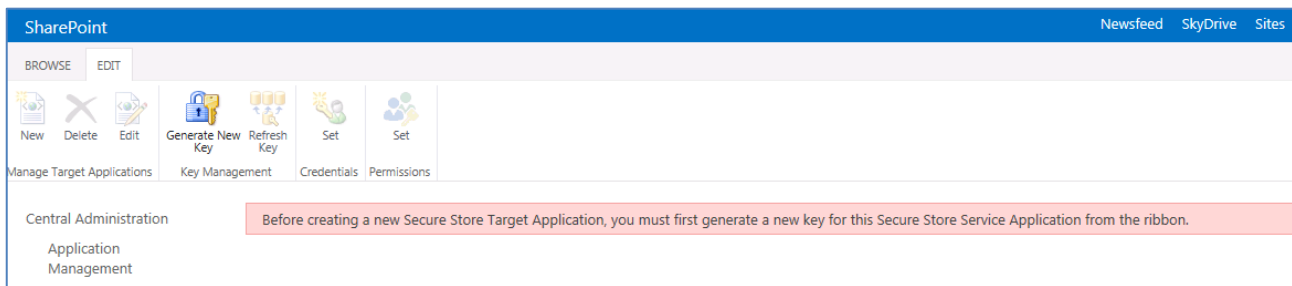 SharePoint
Newsfeed SkyDrive Sites
BROWSE EDIT
New Delete Edit Generate New Refresh Set Set
Key Key
Manage Target Applications Key Management Credentials Permissions
Central Administration
Before creating a new Secure Store Target Application, you must first generate a new key for this Secure Store Service Application from the ribbon.
Application
Management